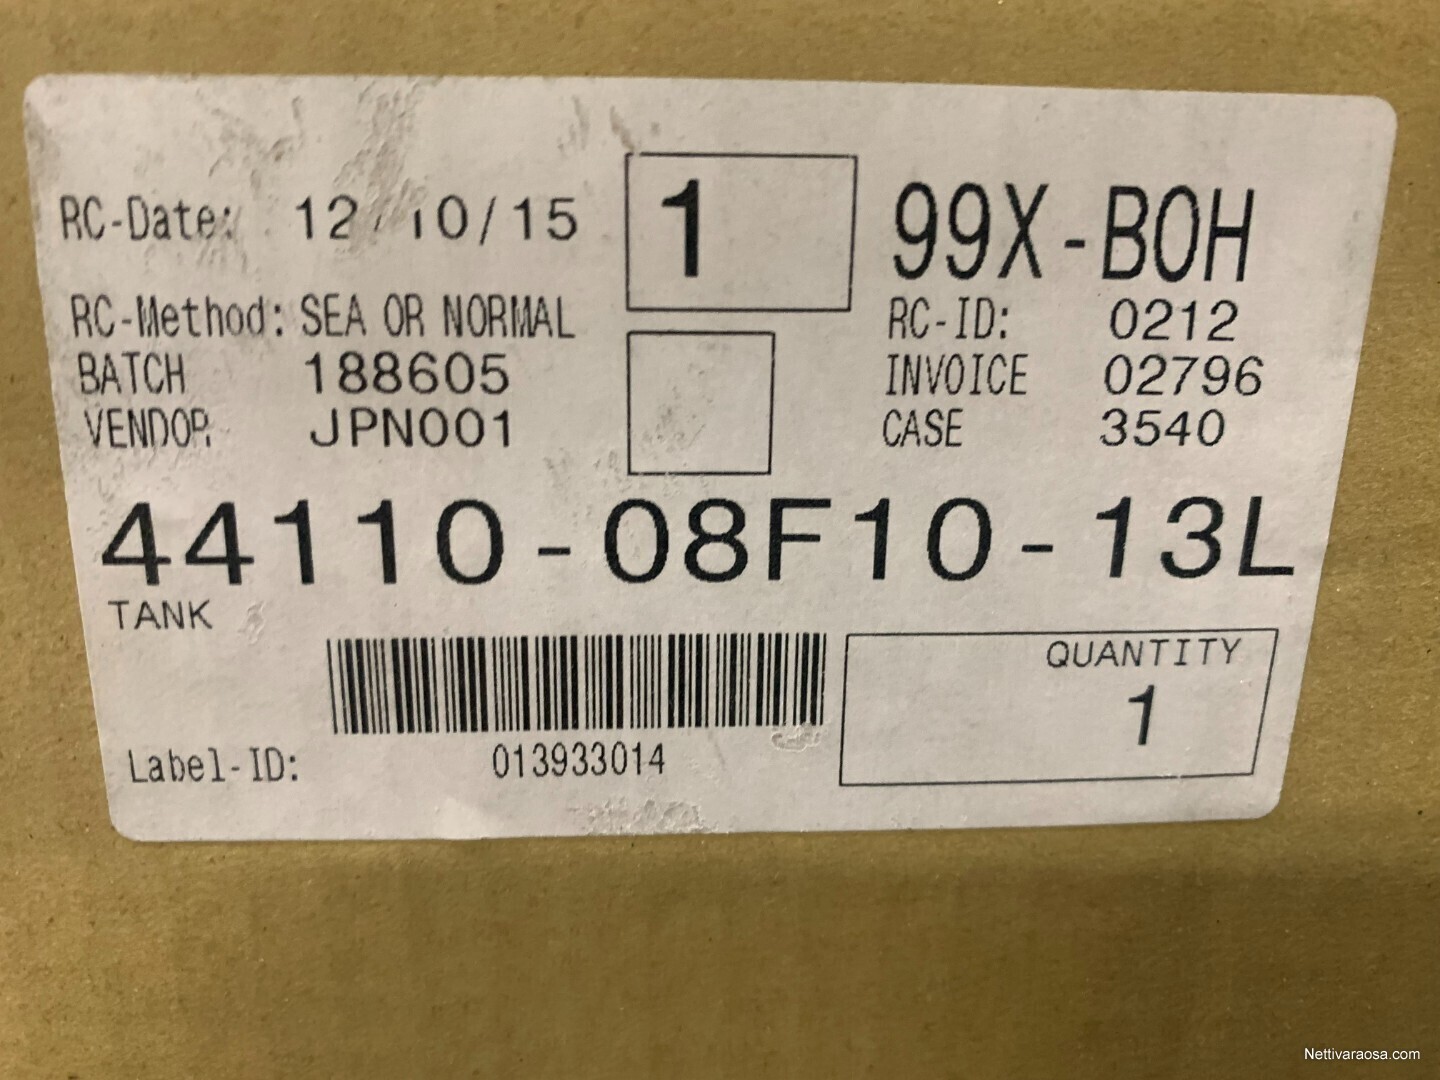 RC-Date: 12/10/15
1
99X-BOH
RC-Method: SEA OR NORMAL
RC-ID: 0212
BATCH 188605
INVOICE 02796
VENDOR JPN001
CASE 3540
44110-08F10-13L
TANK
QUANTITY
1
Label-ID: 013933014
Nettivaraosa.com